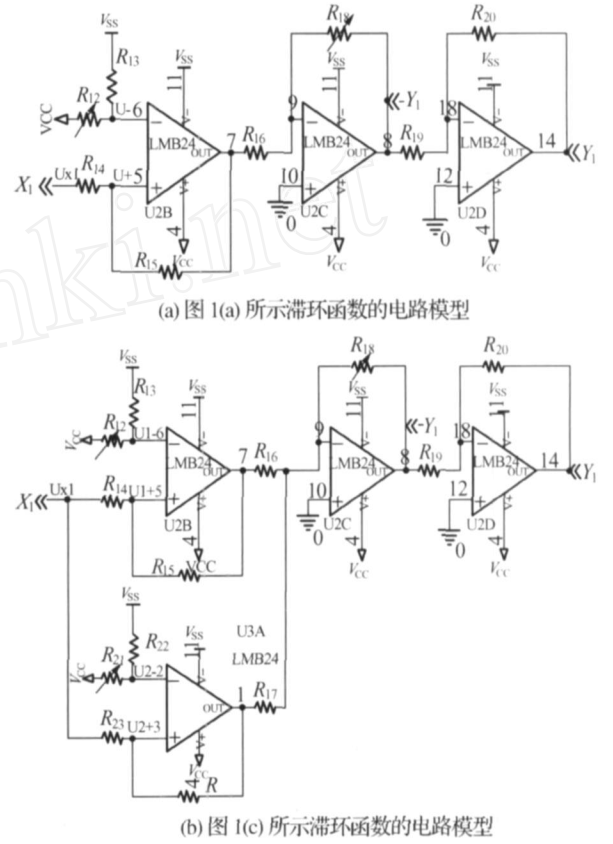 VSS
R13
VCC
R12
U-6
VSS
11
V-
LMB24
OUT
7
X1
Ux1
R14
U+5
U2B
V+
4
VCC
R15
R16
R18
VSS
11
9
V-
LMB24
OUT
-Y1
8
10
0
U2C
V+
4
VCC
R19
R20
VSS
11
18
V-
LMB24
OUT
14
Y1
12
0
U2D
V+
4
VCC
nki.net
(a) 图 1(a) 所示滞环函数的电路模型
VSS
R13
VCC
R12
U1-6
VSS
11
V-
LMB24
OUT
7
X1
Ux1
R14
U1+5
U2B
V+
4
VCC
R15
R16
R18
VSS
11
9
V-
LMB24
OUT
-Y1
8
10
0
U2C
V+
4
VCC
R19
R20
VSS
11
18
V-
LMB24
OUT
14
Y1
12
0
U2D
V+
4
VCC
VSS
R22
VCC
R21
U2-2
VSS
11
V-
U3A
LMB24
OUT
1
R17
R23
U2+3
V+
VCC
4
R
(b) 图 1(c) 所示滞环函数的电路模型